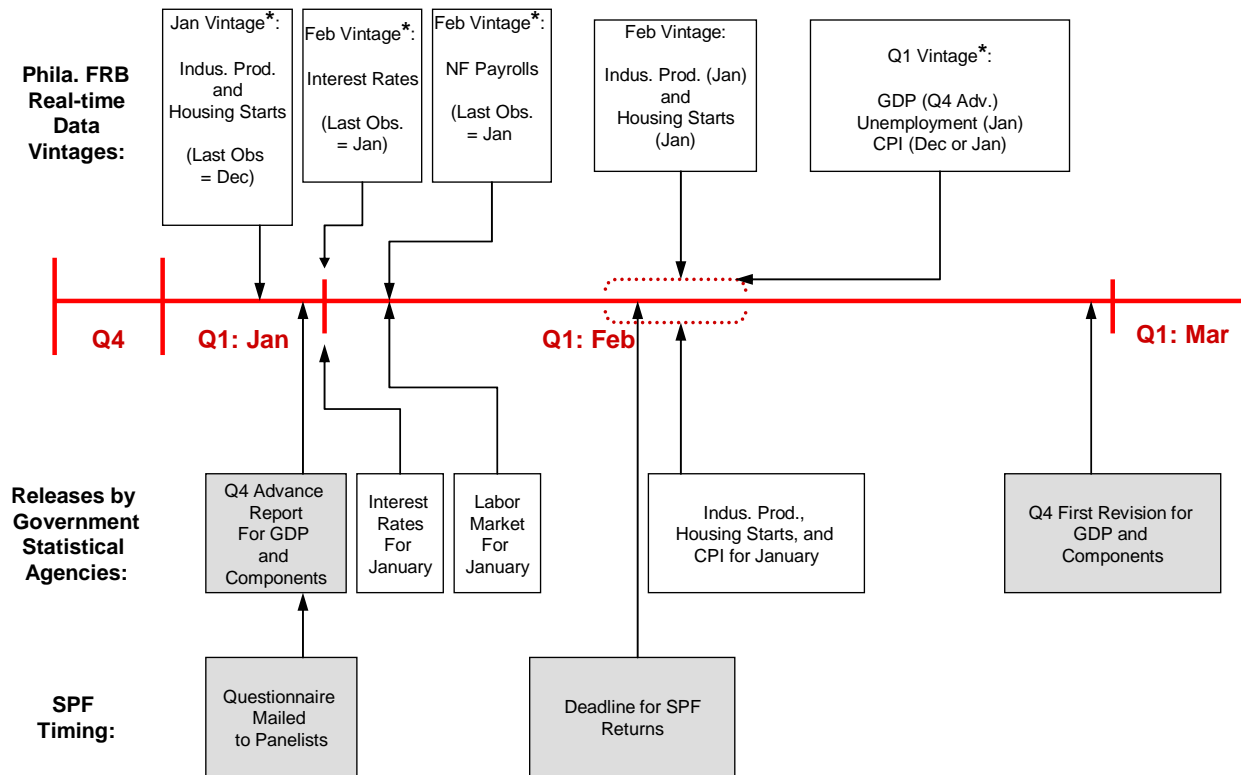 Phila. FRB
Real-time
Data
Vintages:
Jan Vintage*:
Indus. Prod.
and
Housing Starts
(Last Obs
= Dec)
Feb Vintage*:
Interest Rates
(Last Obs.
= Jan)
Feb Vintage*:
NF Payrolls
(Last Obs.
= Jan
Feb Vintage:
Indus. Prod. (Jan)
and
Housing Starts
(Jan)
Q1 Vintage*:
GDP (Q4 Adv.)
Unemployment (Jan)
CPI (Dec or Jan)
Q4
Q1: Jan
Q1: Feb
Q1: Mar
Releases by
Government
Statistical
Agencies:
Q4 Advance
Report
For GDP
and
Components
Interest
Rates
For
January
Labor
Market
For
January
Indus. Prod.,
Housing Starts, and
CPI for January
Q4 First Revision for
GDP and
Components
SPF
Timing:
Questionnaire
Mailed
to Panelists
Deadline for SPF
Returns